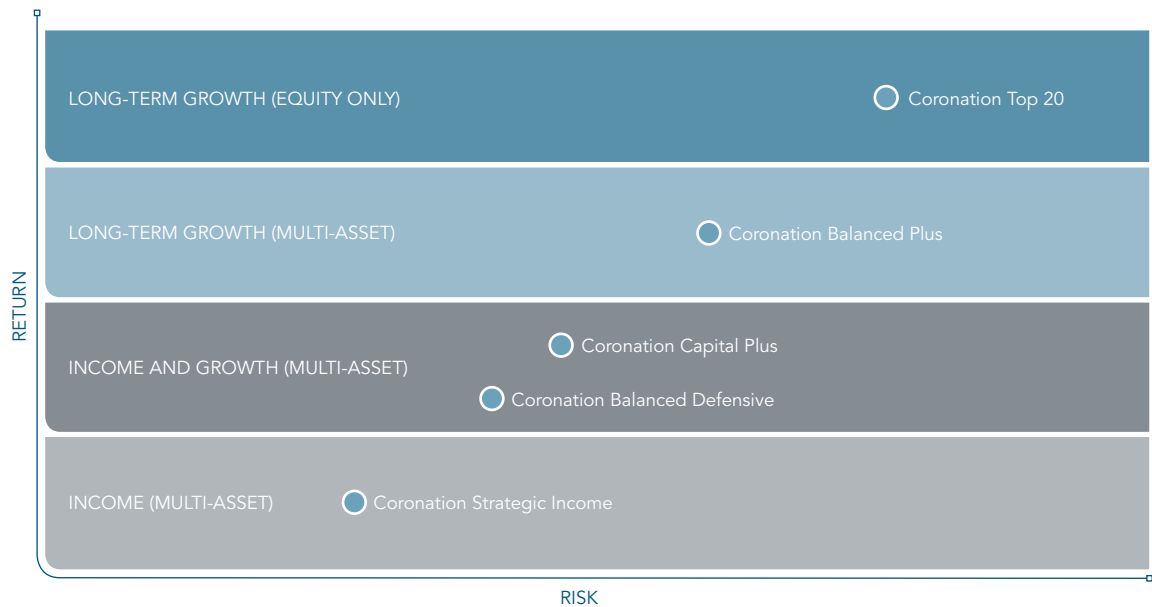 LONG-TERM GROWTH (EQUITY ONLY)
Coronation Top 20
LONG-TERM GROWTH (MULTI-ASSET)
Coronation Balanced Plus
RETURN
INCOME AND GROWTH (MULTI-ASSET)
Coronation Capital Plus
Coronation Balanced Defensive
INCOME (MULTI-ASSET)
Coronation Strategic Income
RISK